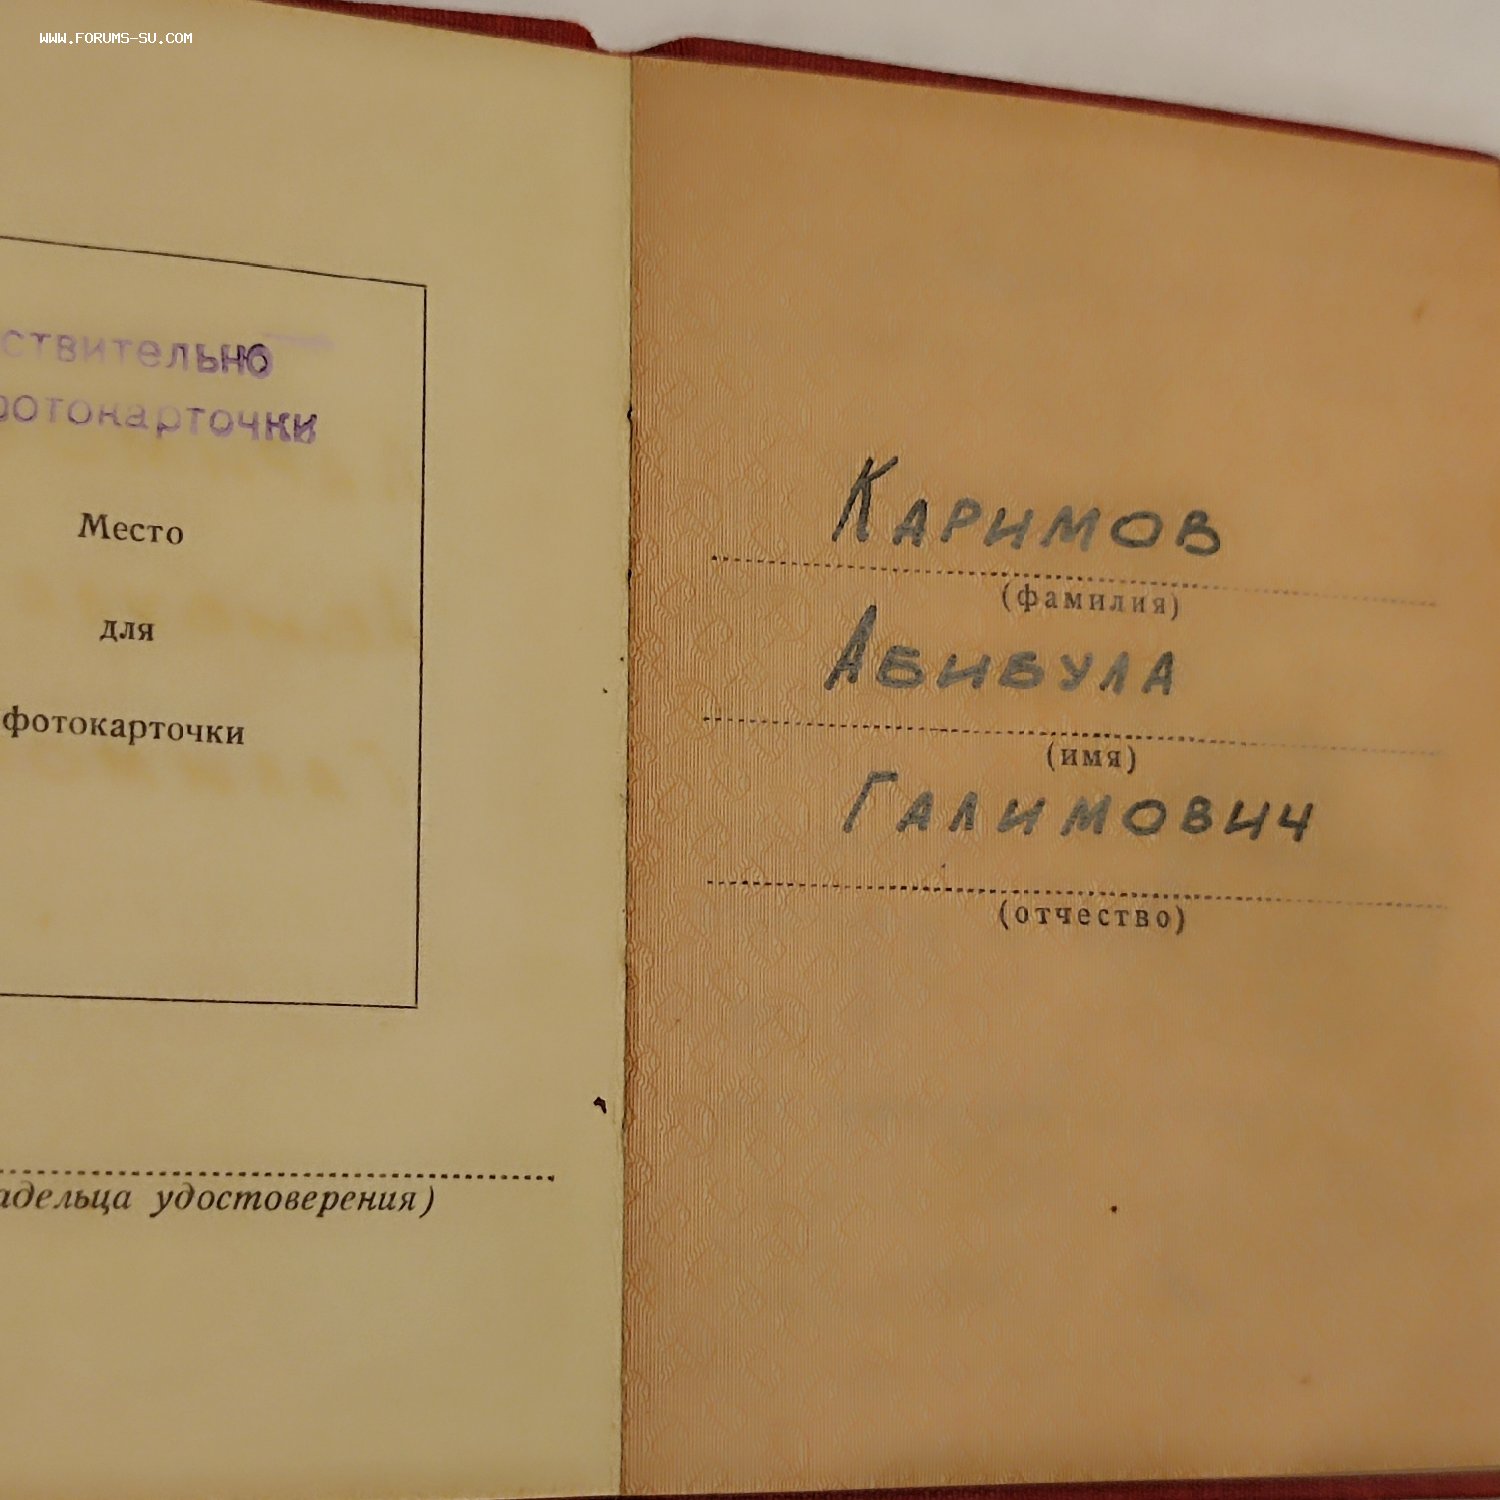 WWW.FORUMS-SU.COM
ствительно
фотокарточки
Место
для
фотокарточки
адельца удостоверения)
Каримов
(фамилия)
Абибула
(имя)
Галимович
(отчество)